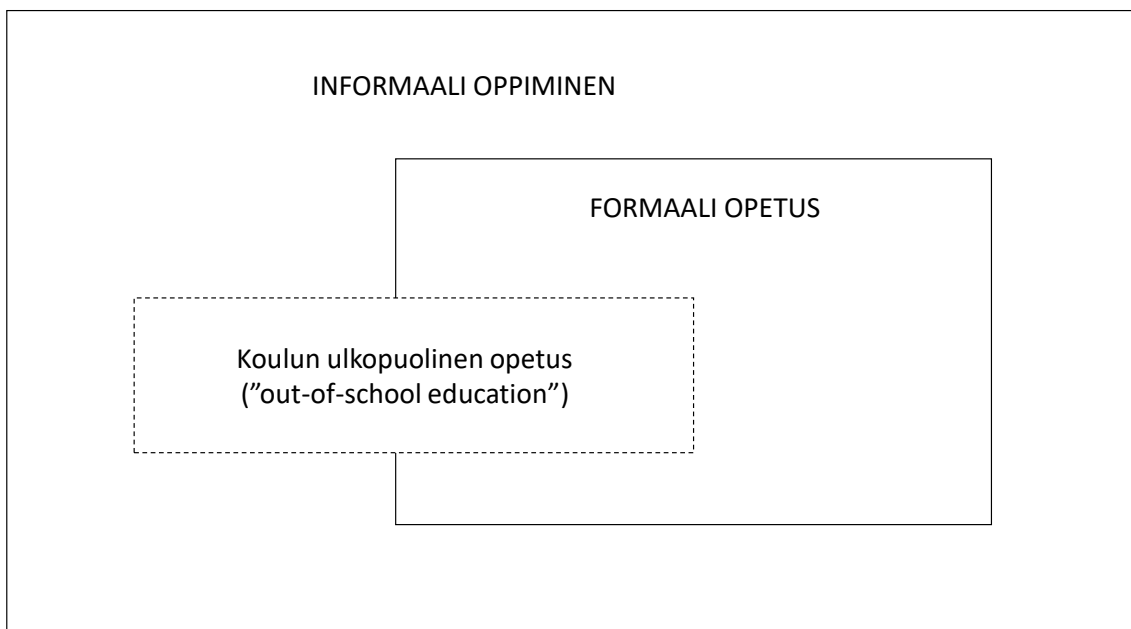 INFORMAALI OPPIMINEN
FORMAALI OPETUS
Koulun ulkopuolinen opetus
(”out-of-school education”)